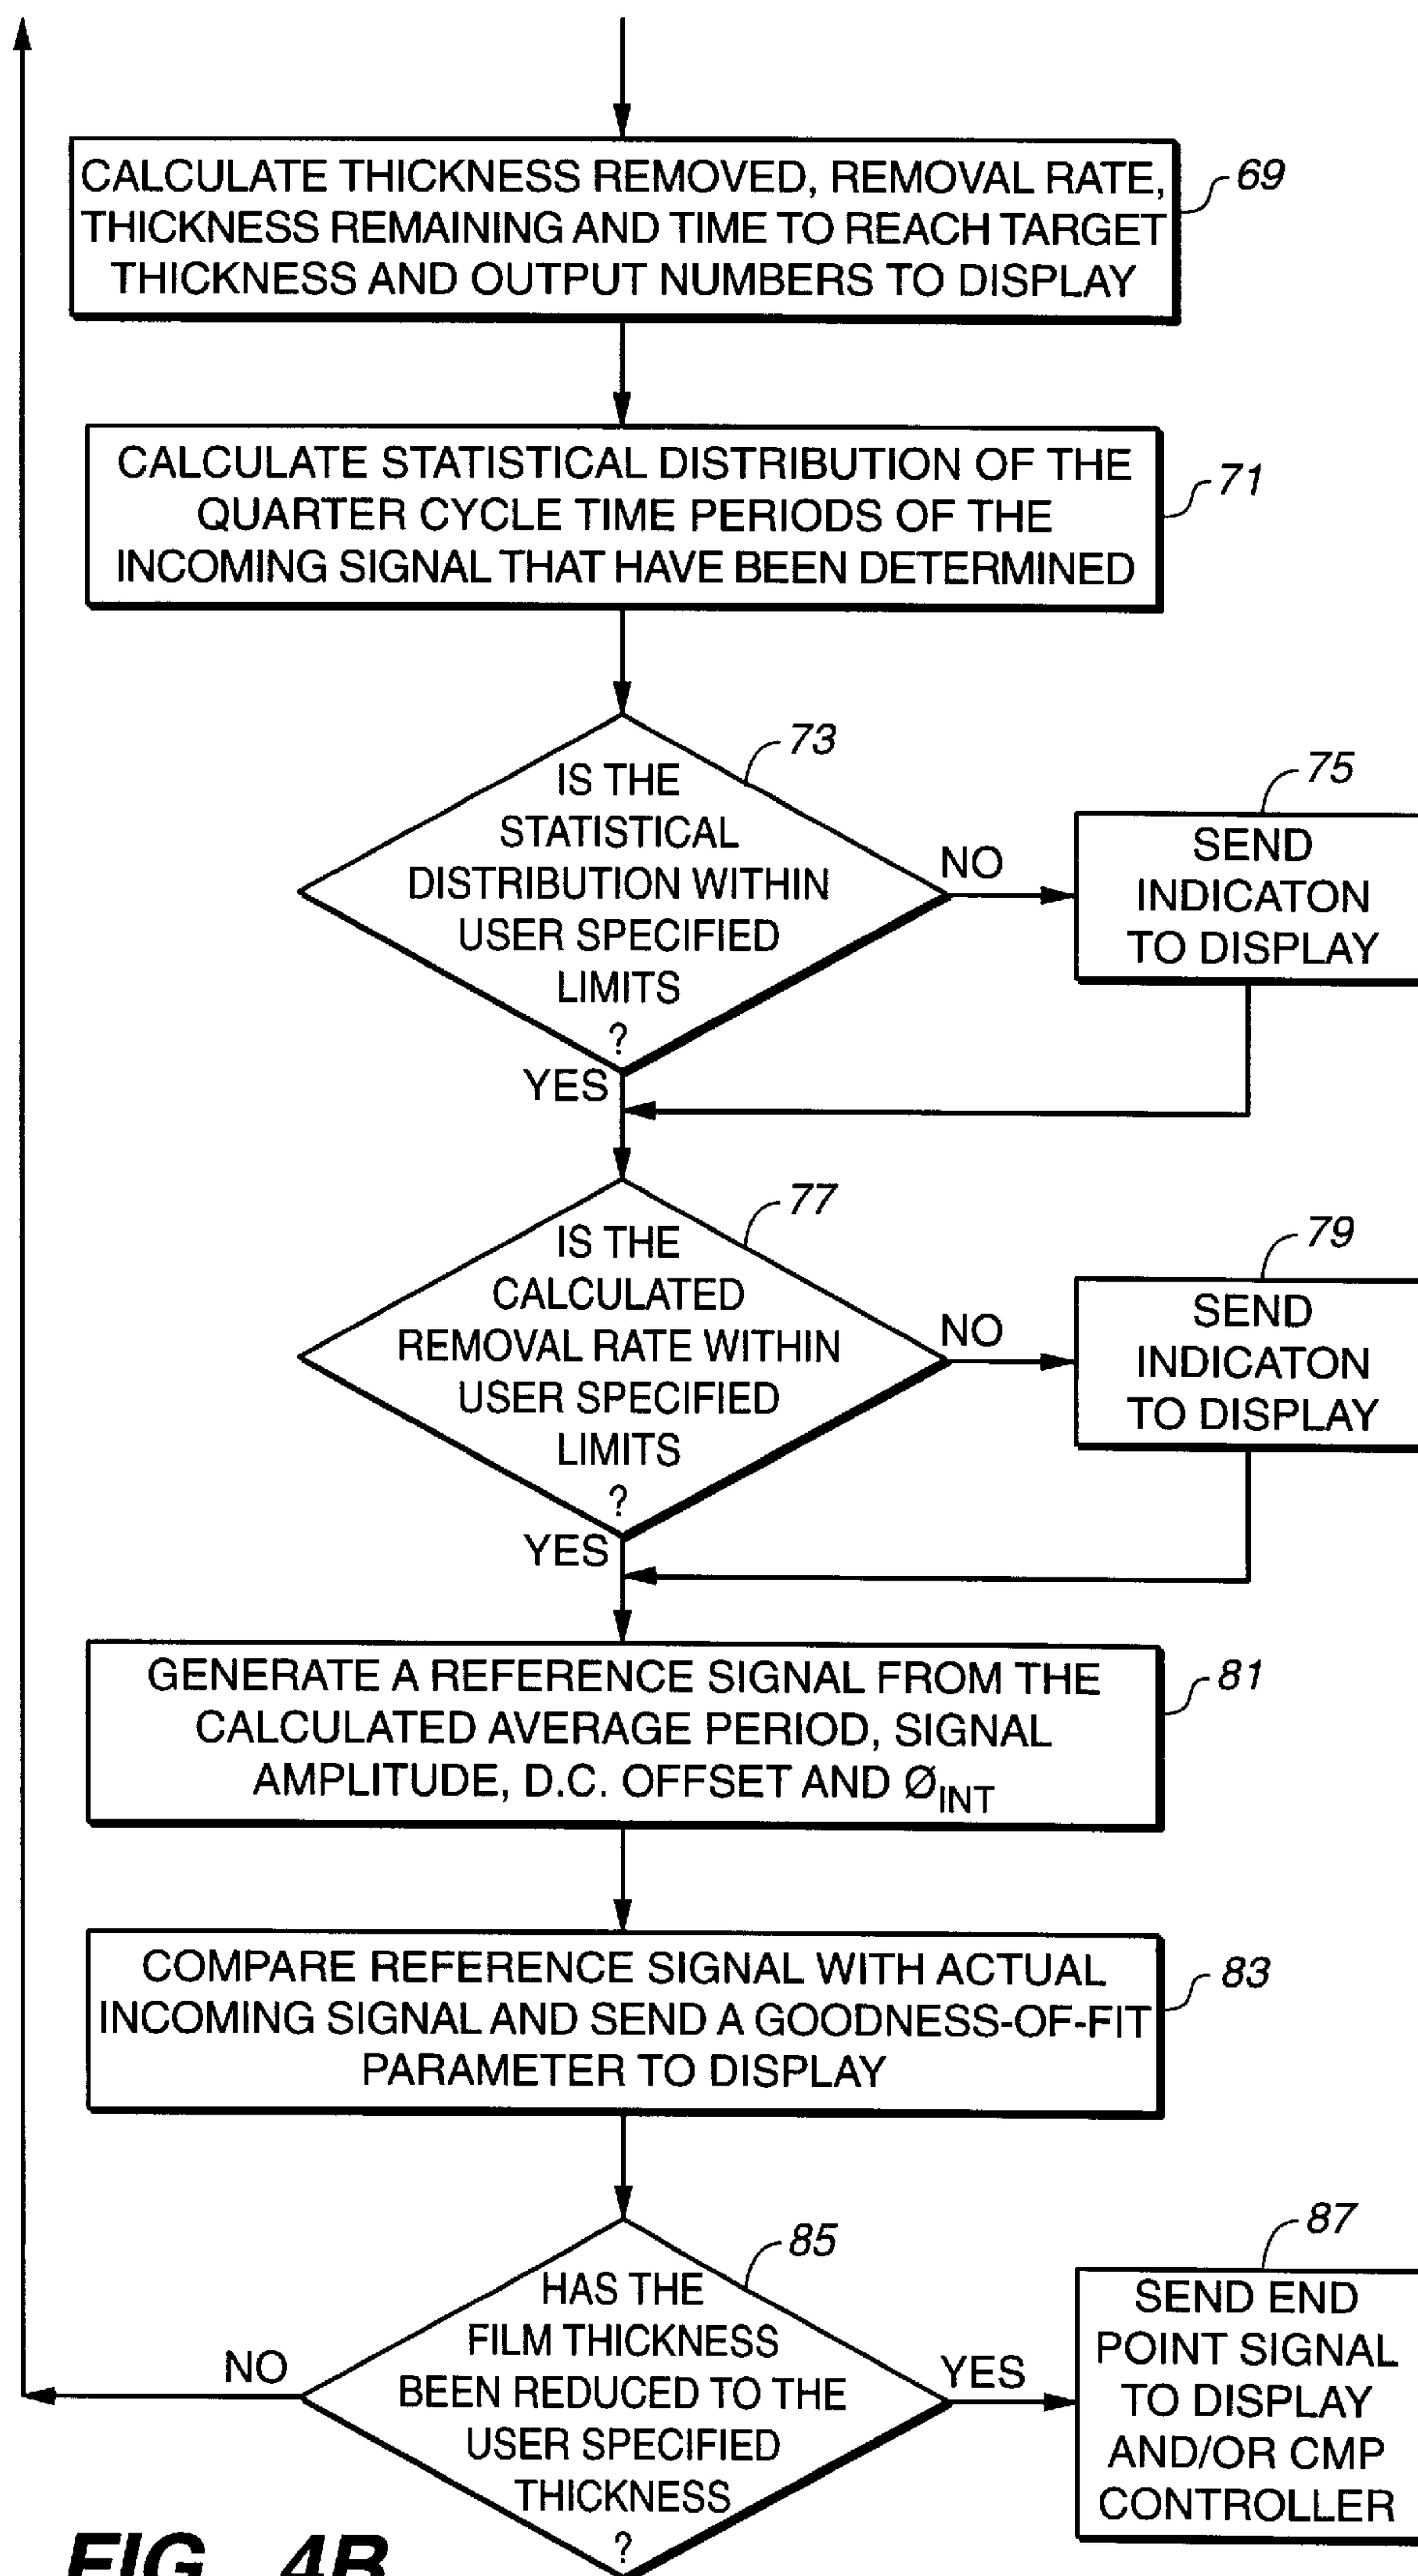 CALCULATE THICKNESS REMOVED, REMOVAL RATE,
THICKNESS REMAINING AND TIME TO REACH TARGET
THICKNESS AND OUTPUT NUMBERS TO DISPLAY
69
CALCULATE STATISTICAL DISTRIBUTION OF THE
QUARTER CYCLE TIME PERIODS OF THE
INCOMING SIGNAL THAT HAVE BEEN DETERMINED
71
73
IS THE
STATISTICAL
DISTRIBUTION WITHIN
USER SPECIFIED
LIMITS
?
NO
75
SEND
INDICATON
TO DISPLAY
YES
77
IS THE
CALCULATED
REMOVAL RATE WITHIN
USER SPECIFIED
LIMITS
?
NO
79
SEND
INDICATON
TO DISPLAY
YES
GENERATE A REFERENCE SIGNAL FROM THE
CALCULATED AVERAGE PERIOD, SIGNAL
AMPLITUDE, D.C. OFFSET AND ØINT
81
COMPARE REFERENCE SIGNAL WITH ACTUAL
INCOMING SIGNAL AND SEND A GOODNESS-OF-FIT
PARAMETER TO DISPLAY
83
85
HAS THE
FILM THICKNESS
BEEN REDUCED TO THE
USER SPECIFIED
THICKNESS
?
NO
YES
87
SEND END
POINT SIGNAL
TO DISPLAY
AND/OR CMP
CONTROLLER
FIG._4B